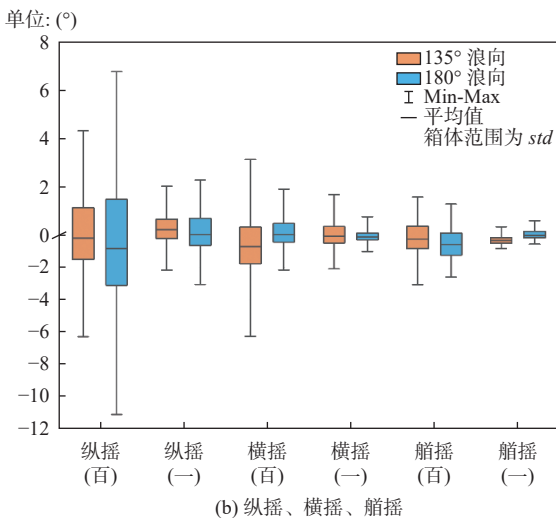 单位: (°)
8
6
4
2
0
−2
−4
−6
−8
−10
−12
135° 浪向
180° 浪向
Min-Max
平均值
箱体范围为 std
纵摇
(百)
纵摇
(一)
横摇
(百)
横摇
(一)
艏摇
(百)
艏摇
(一)
(b) 纵摇、横摇、艏摇